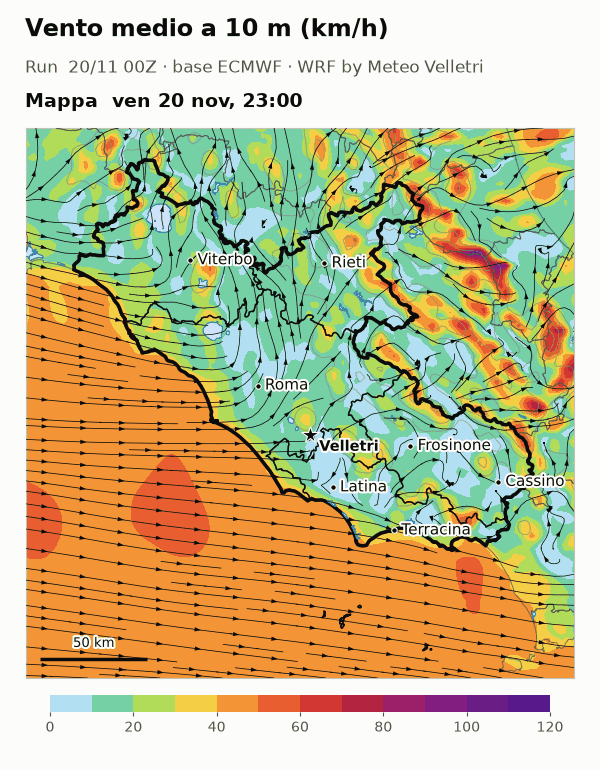 Vento medio a 10 m (km/h)
Run  20/11 00Z · base ECMWF · WRF by Meteo Velletri
Mappa  ven 20 nov, 23:00
Viterbo
Rieti
Roma
Velletri
Frosinone
Cassino
Latina
Terracina
50 km
0 20 40 60 80 100 120